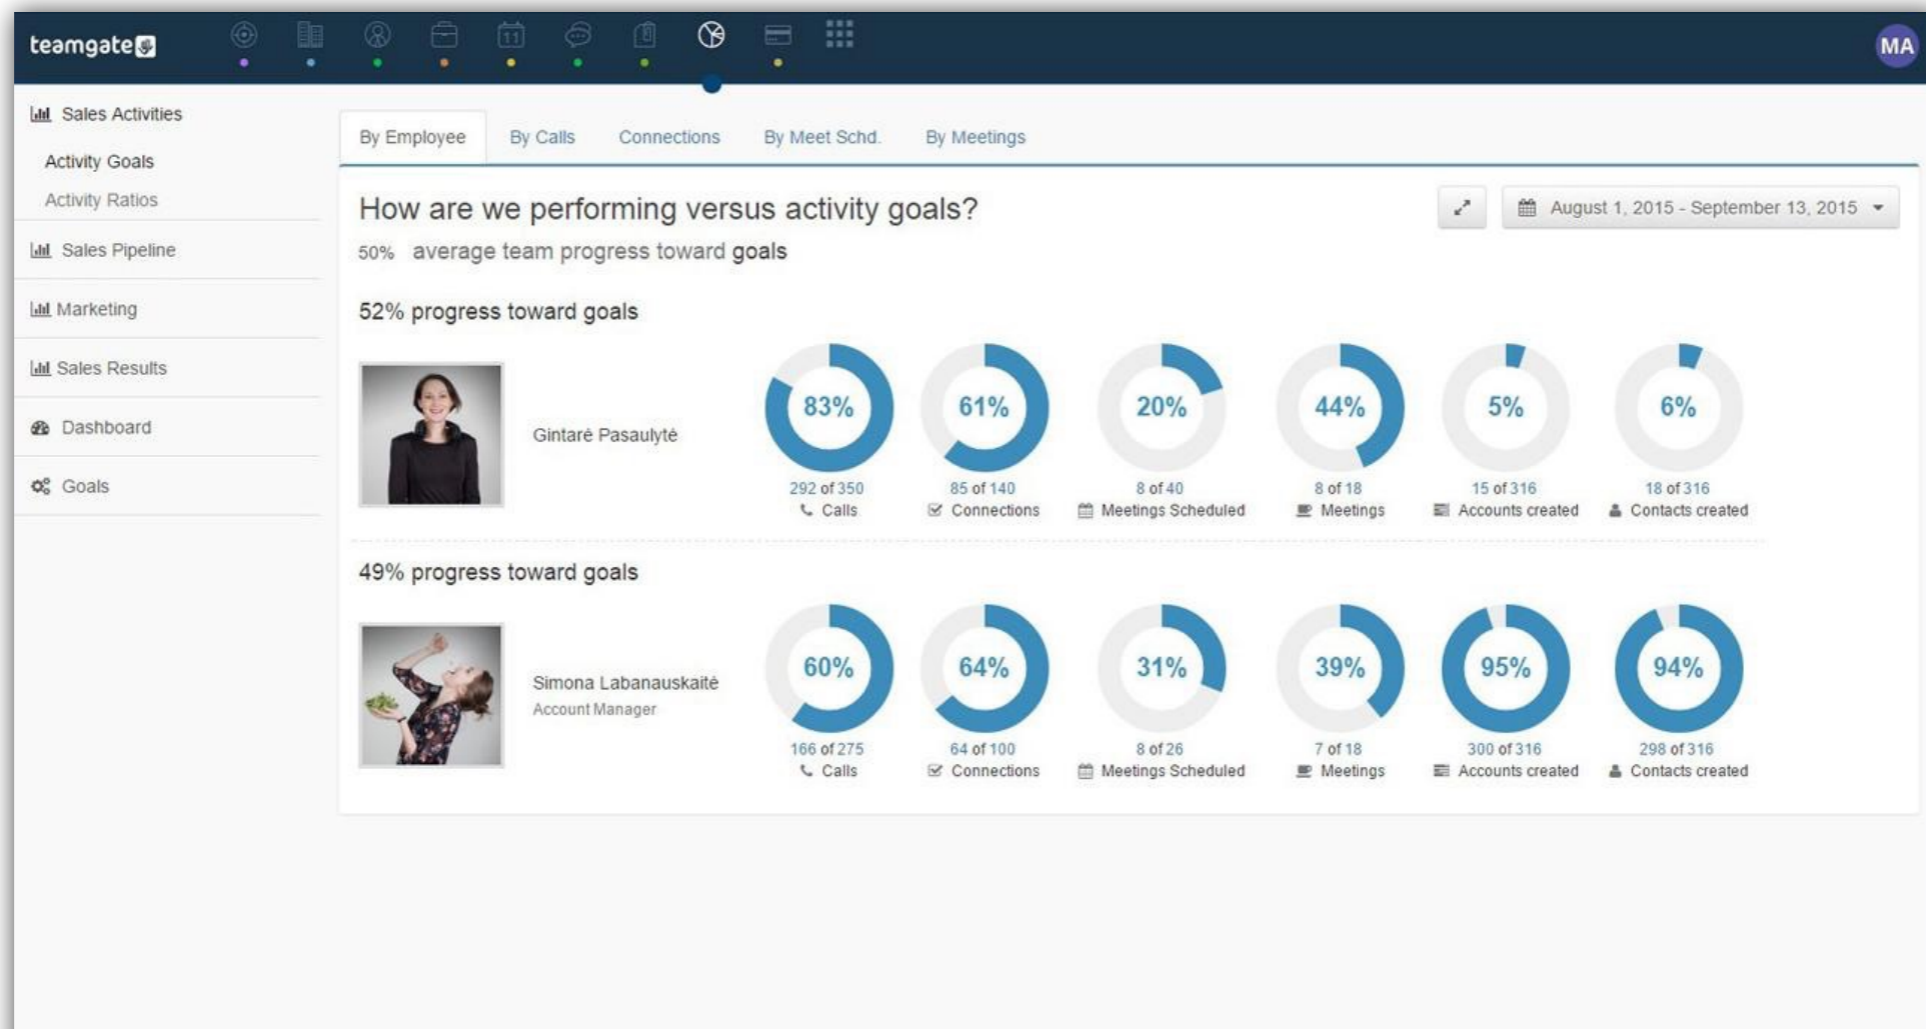 teamgate
11
MA
Sales Activities
Activity Goals
Activity Ratios
Sales Pipeline
Marketing
Sales Results
Dashboard
Goals
By Employee By Calls Connections By Meet Schd. By Meetings
How are we performing versus activity goals?
August 1, 2015 - September 13, 2015
50% average team progress toward goals
52% progress toward goals
Gintarė Pasaulytė
83% 61% 20% 44% 5% 6%
292 of 350 85 of 140 8 of 40 8 of 18 15 of 316 18 of 316
Calls Connections Meetings Scheduled Meetings Accounts created Contacts created
49% progress toward goals
Simona Labanauskaitė
Account Manager
60% 64% 31% 39% 95% 94%
166 of 275 64 of 100 8 of 26 7 of 18 300 of 316 298 of 316
Calls Connections Meetings Scheduled Meetings Accounts created Contacts created